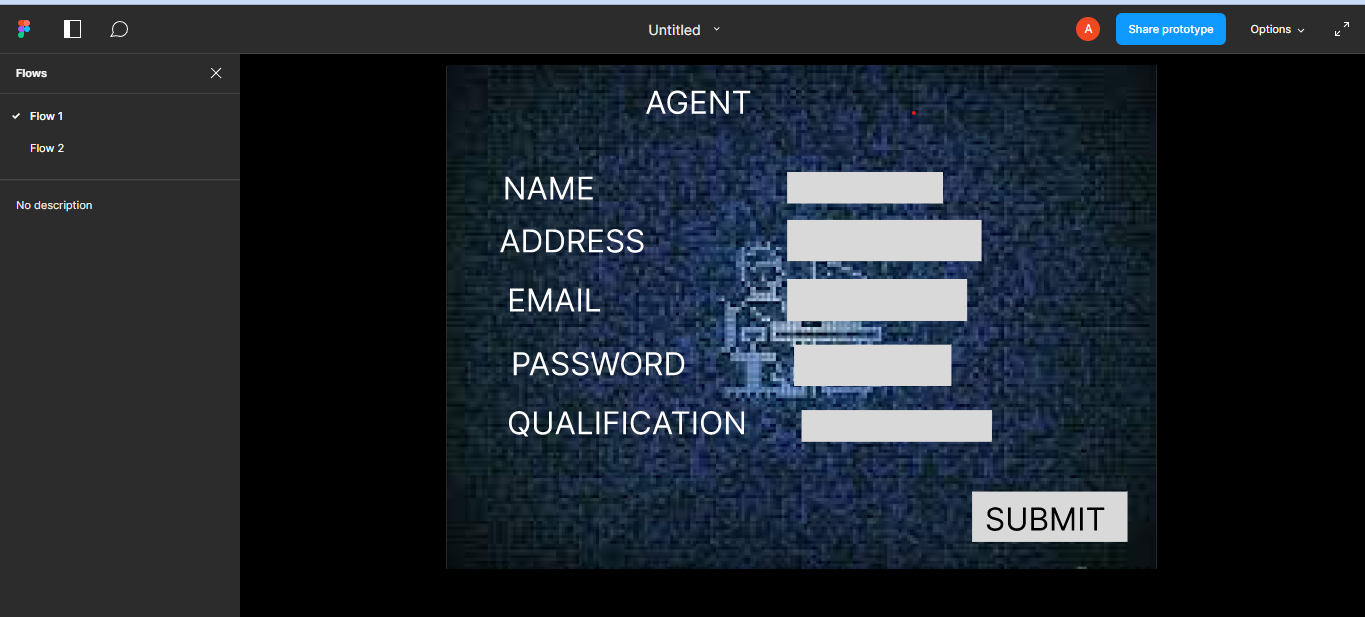 Untitled
A
Share prototype
Options
Flows
Flow 1
Flow 2
No description
AGENT
NAME
ADDRESS
EMAIL
PASSWORD
QUALIFICATION
SUBMIT